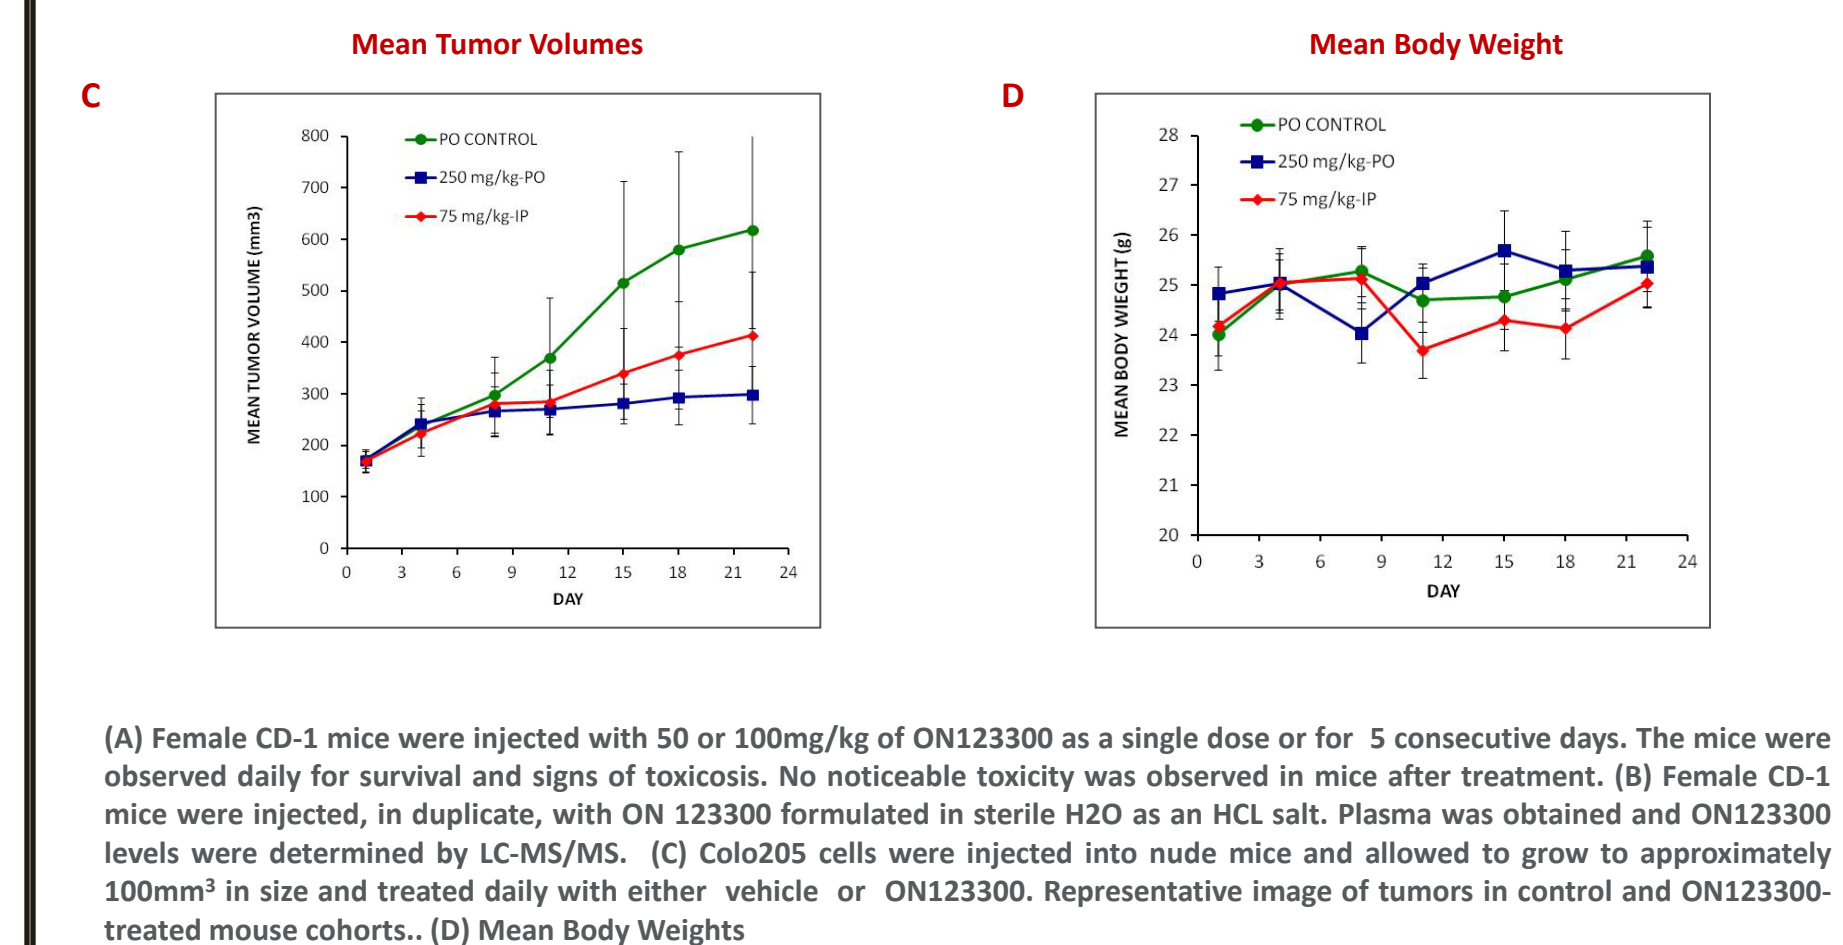 Mean Tumor Volumes
Mean Body Weight
C
D
PO CONTROL
250 mg/kg-PO
75 mg/kg-IP
800
700
600
500
400
300
200
100
0
MEAN TUMOR VOLUME (mm3)
0 3 6 9 12 15 18 21 24
DAY
PO CONTROL
250 mg/kg-PO
75 mg/kg-IP
28
27
26
25
24
23
22
21
20
MEAN BODY WIEGHT (g)
0 3 6 9 12 15 18 21 24
DAY
(A) Female CD-1 mice were injected with 50 or 100mg/kg of ON123300 as a single dose or for 5 consecutive days. The mice were
observed daily for survival and signs of toxicosis. No noticeable toxicity was observed in mice after treatment. (B) Female CD-1
mice were injected, in duplicate, with ON 123300 formulated in sterile H2O as an HCL salt. Plasma was obtained and ON123300
levels were determined by LC-MS/MS. (C) Colo205 cells were injected into nude mice and allowed to grow to approximately
100mm³ in size and treated daily with either vehicle or ON123300. Representative image of tumors in control and ON123300-
treated mouse cohorts.. (D) Mean Body Weights